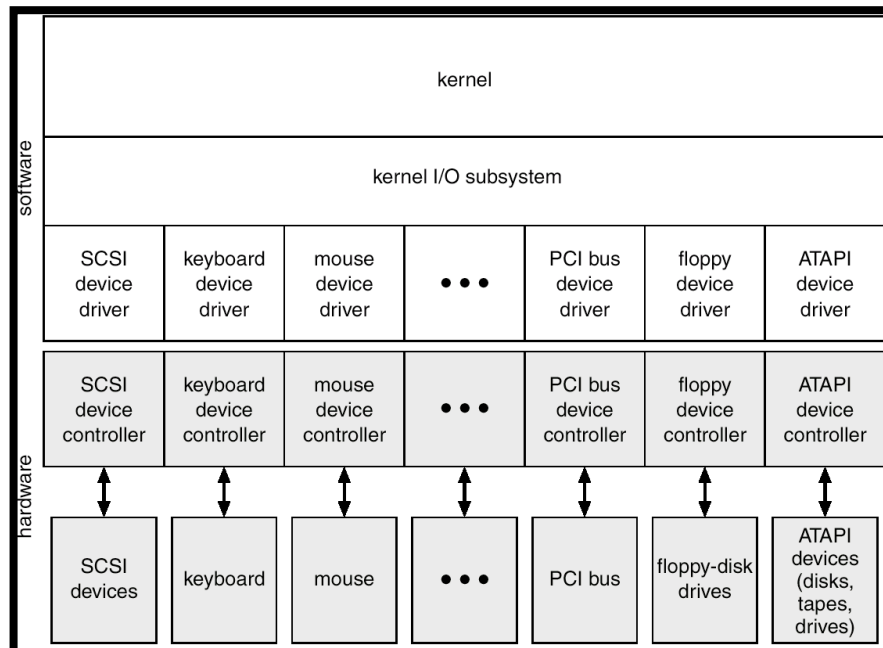 kernel
software
kernel I/O subsystem
SCSI
device
driver
keyboard
device
driver
mouse
device
driver
•••
PCI bus
device
driver
floppy
device
driver
ATAPI
device
driver
hardware
SCSI
device
controller
keyboard
device
controller
mouse
device
controller
•••
PCI bus
device
controller
floppy
device
controller
ATAPI
device
controller
SCSI
devices
keyboard
mouse
•••
PCI bus
floppy-disk
drives
ATAPI
devices
(disks,
tapes,
drives)